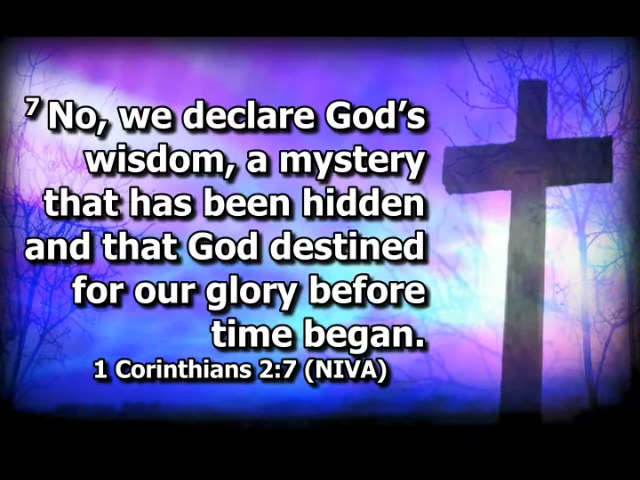 7 No, we declare God’s
wisdom, a mystery
that has been hidden
and that God destined
for our glory before
time began.
1 Corinthians 2:7 (NIVA)